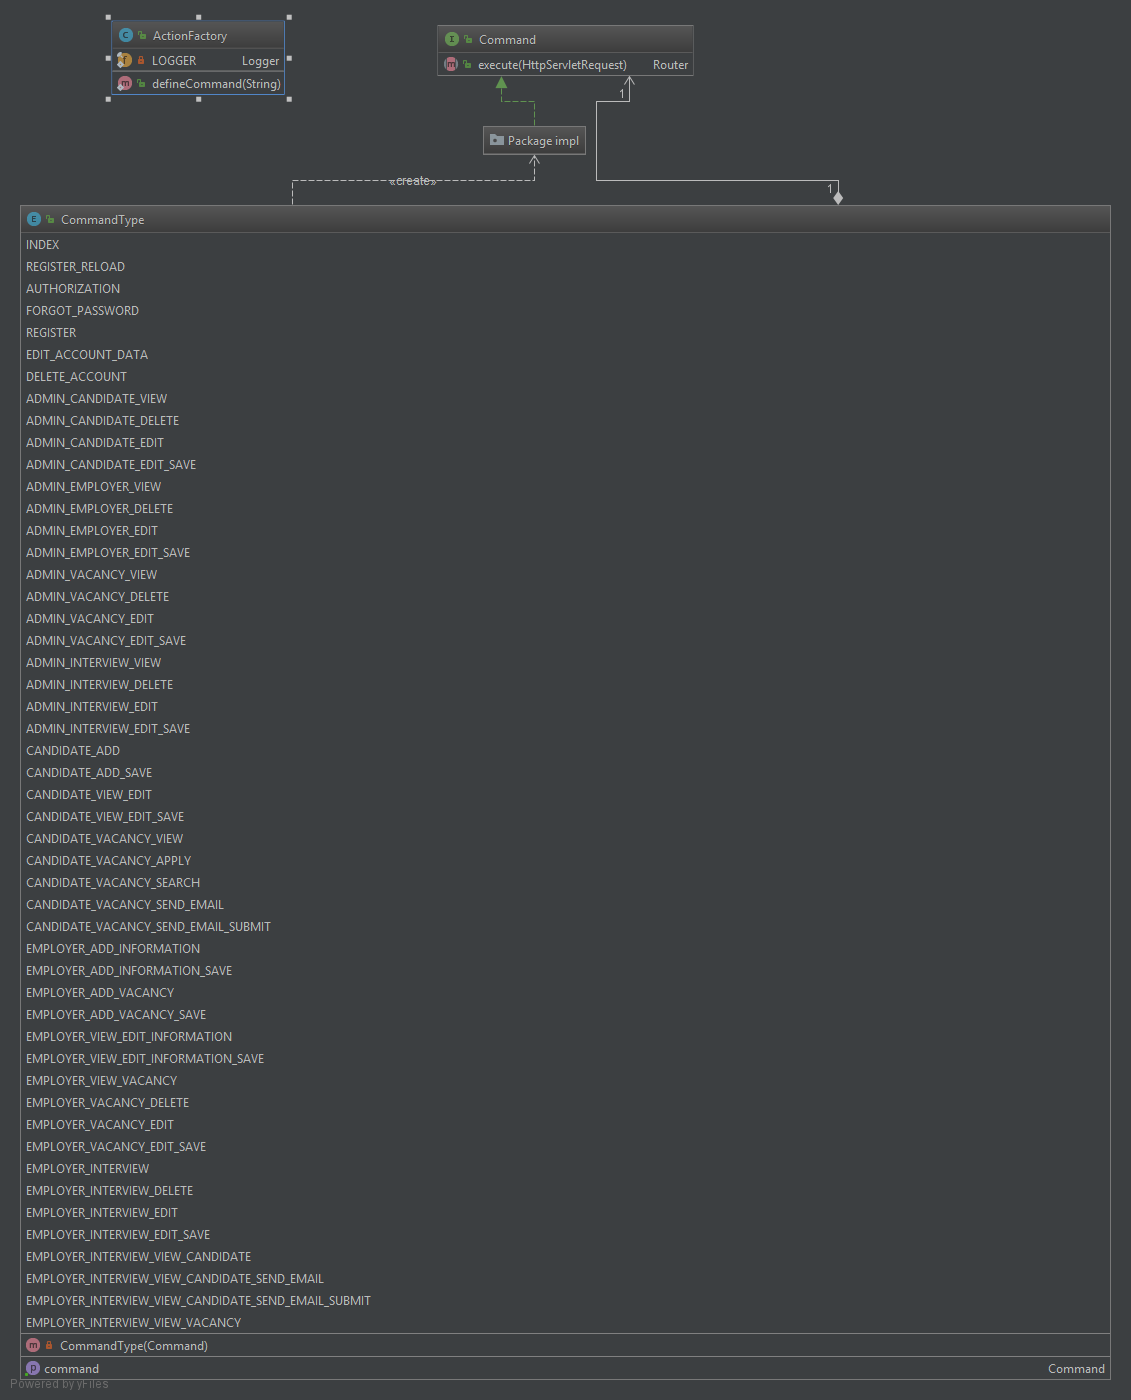 ActionFactory
LOGGER Logger
defineCommand(String)
Command
execute(HttpServletRequest) Router
1
Package impl
«create»
1
CommandType
INDEX
REGISTER_RELOAD
AUTHORIZATION
FORGOT_PASSWORD
REGISTER
EDIT_ACCOUNT_DATA
DELETE_ACCOUNT
ADMIN_CANDIDATE_VIEW
ADMIN_CANDIDATE_DELETE
ADMIN_CANDIDATE_EDIT
ADMIN_CANDIDATE_EDIT_SAVE
ADMIN_EMPLOYER_VIEW
ADMIN_EMPLOYER_DELETE
ADMIN_EMPLOYER_EDIT
ADMIN_EMPLOYER_EDIT_SAVE
ADMIN_VACANCY_VIEW
ADMIN_VACANCY_DELETE
ADMIN_VACANCY_EDIT
ADMIN_VACANCY_EDIT_SAVE
ADMIN_INTERVIEW_VIEW
ADMIN_INTERVIEW_DELETE
ADMIN_INTERVIEW_EDIT
ADMIN_INTERVIEW_EDIT_SAVE
CANDIDATE_ADD
CANDIDATE_ADD_SAVE
CANDIDATE_VIEW_EDIT
CANDIDATE_VIEW_EDIT_SAVE
CANDIDATE_VACANCY_VIEW
CANDIDATE_VACANCY_APPLY
CANDIDATE_VACANCY_SEARCH
CANDIDATE_VACANCY_SEND_EMAIL
CANDIDATE_VACANCY_SEND_EMAIL_SUBMIT
EMPLOYER_ADD_INFORMATION
EMPLOYER_ADD_INFORMATION_SAVE
EMPLOYER_ADD_VACANCY
EMPLOYER_ADD_VACANCY_SAVE
EMPLOYER_VIEW_EDIT_INFORMATION
EMPLOYER_VIEW_EDIT_INFORMATION_SAVE
EMPLOYER_VIEW_VACANCY
EMPLOYER_VACANCY_DELETE
EMPLOYER_VACANCY_EDIT
EMPLOYER_VACANCY_EDIT_SAVE
EMPLOYER_INTERVIEW
EMPLOYER_INTERVIEW_DELETE
EMPLOYER_INTERVIEW_EDIT
EMPLOYER_INTERVIEW_EDIT_SAVE
EMPLOYER_INTERVIEW_VIEW_CANDIDATE
EMPLOYER_INTERVIEW_VIEW_CANDIDATE_SEND_EMAIL
EMPLOYER_INTERVIEW_VIEW_CANDIDATE_SEND_EMAIL_SUBMIT
EMPLOYER_INTERVIEW_VIEW_VACANCY
CommandType(Command)
command Command
Powered by yFiles